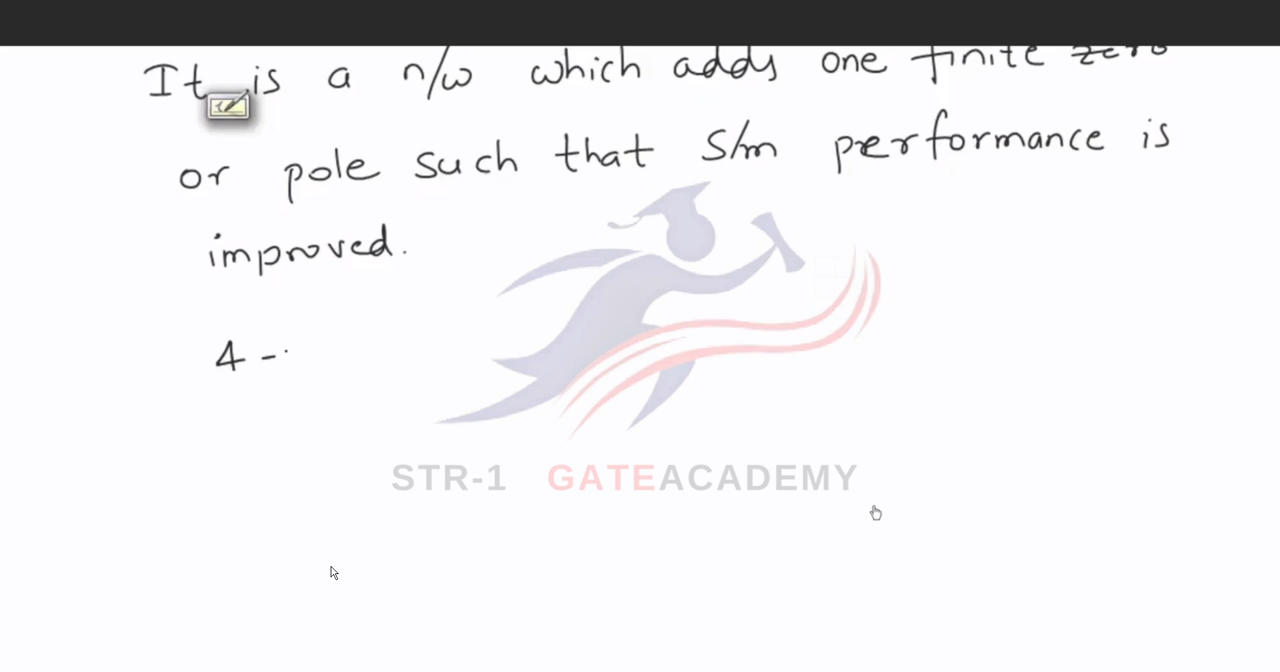 It is a n/w which adds one finite zero
or pole such that S/m performance is
improved.
4 -
STR-1 GATEACADEMY